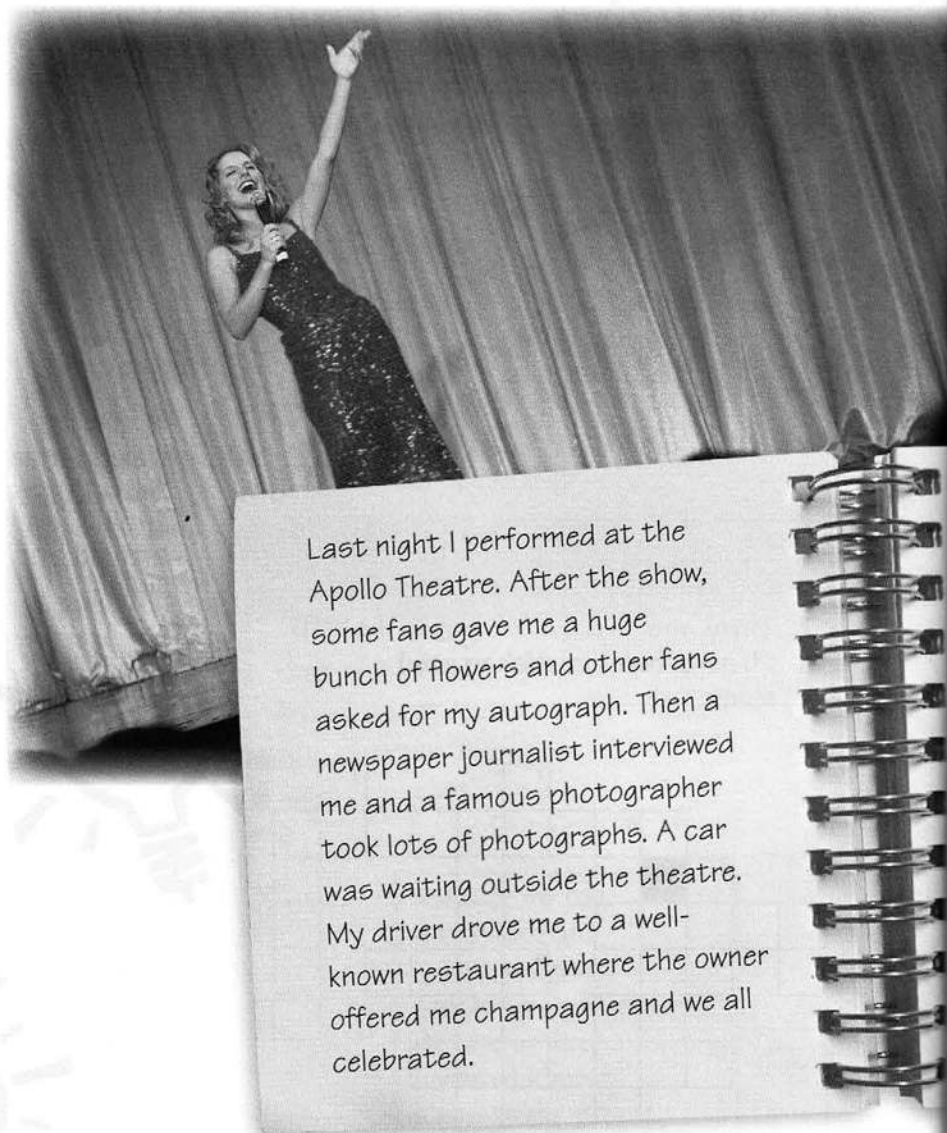 Last night I performed at the
Apollo Theatre. After the show,
some fans gave me a huge
bunch of flowers and other fans
asked for my autograph. Then a
newspaper journalist interviewed
me and a famous photographer
took lots of photographs. A car
was waiting outside the theatre.
My driver drove me to a well-
known restaurant where the owner
offered me champagne and we all
celebrated.